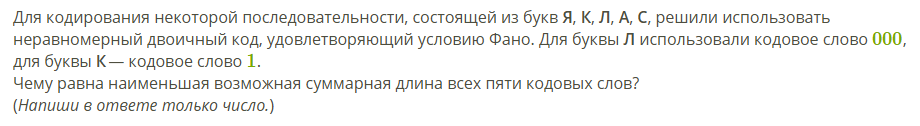 Для кодирования некоторой последовательности, состоящей из букв Я, К, Л, А, С, решили использовать
неравномерный двоичный код, удовлетворяющий условию Фано. Для буквы Л использовали кодовое слово 000,
для буквы К — кодовое слово 1.
Чему равна наименьшая возможная суммарная длина всех пяти кодовых слов?
(Напиши в ответе только число.)